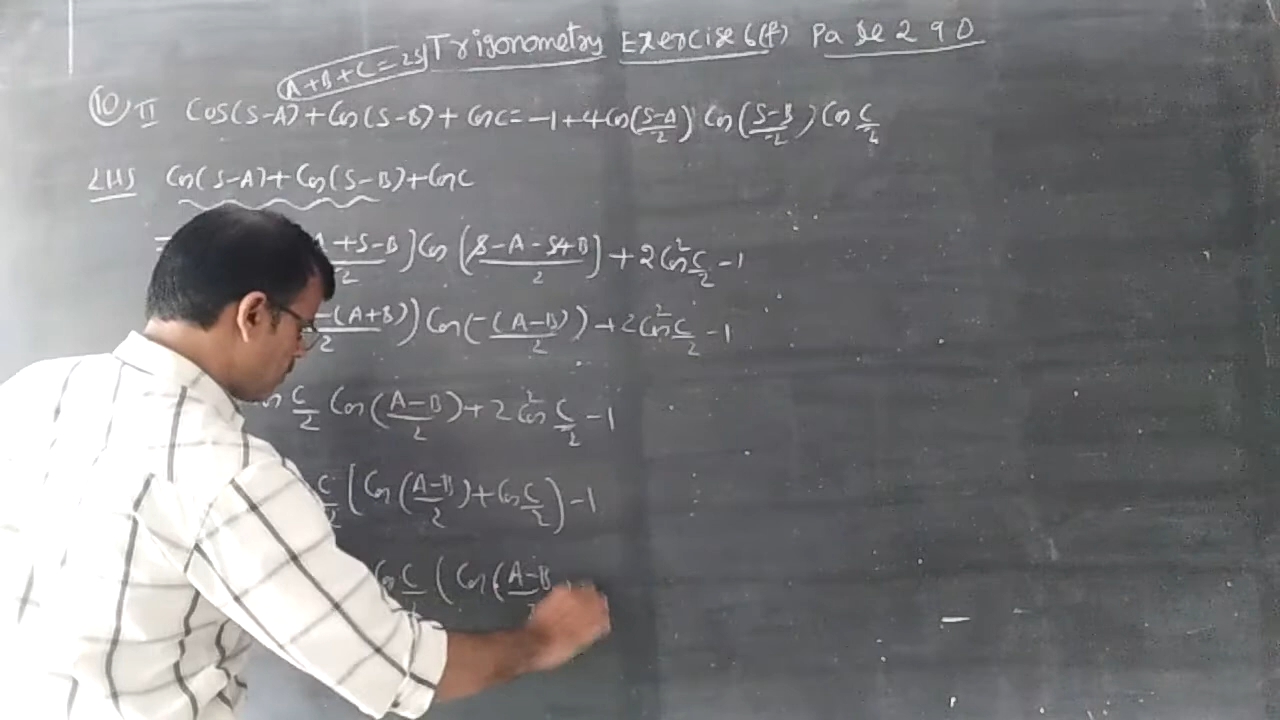 Trigonometry Exercise 6(f) Page 290
A+B+C=2S
10, II Cos(S-A)+Cos(S-B)+CosC=-1+4Cos(S-A/2) Cos(S-B/2) Cos C/2
LHS Cos(S-A)+Cos(S-B)+CosC
= A+S-B/2) Cos(S-A-S+B/2)+2Cos²C/2-1
-(A+B)/2) Cos(-(A-B)/2)+2Cos²C/2-1
Cos C/2 Cos(A-B/2)+2Cos²C/2-1
C/2 (Cos(A-B/2)+Cos C/2)-1
Cos C/2 (Cos(A-B